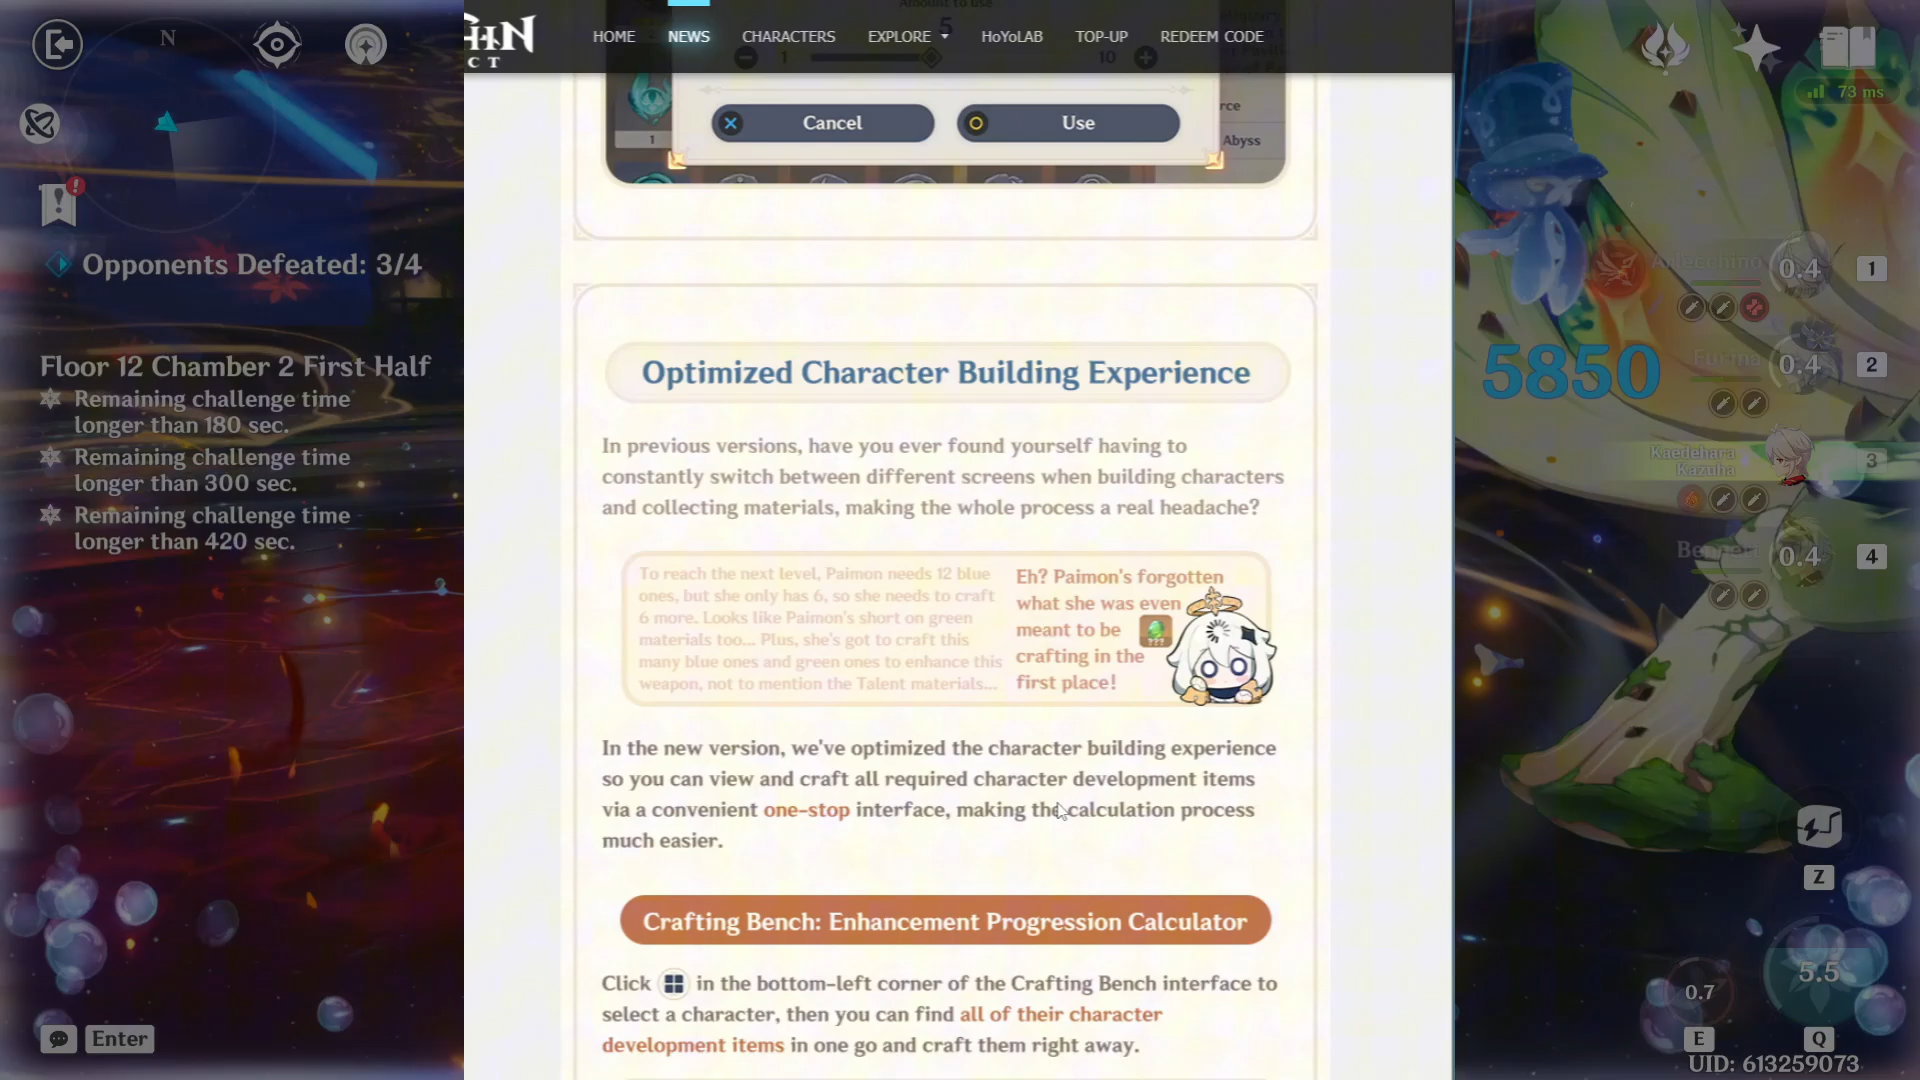 N
Opponents Defeated: 3/4
Floor 12 Chamber 2 First Half
Remaining challenge time
longer than 180 sec.
Remaining challenge time
longer than 300 sec.
Remaining challenge time
longer than 420 sec.
Enter
CT
HOME
NEWS
CHARACTERS
EXPLORE
HoYoLAB
TOP-UP
REDEEM CODE
Amount to use
5
1
10
1
Cancel
Use
Abyss
Optimized Character Building Experience
In previous versions, have you ever found yourself having to
constantly switch between different screens when building characters
and collecting materials, making the whole process a real headache?
To reach the next level, Paimon needs 12 blue
ones, but she only has 6, so she needs to craft
6 more. Looks like Paimon's short on green
materials too... Plus, she's got to craft this
many blue ones and green ones to enhance this
weapon, not to mention the Talent materials...
Eh? Paimon's forgotten
what she was even
meant to be
crafting in the
first place!
???
In the new version, we've optimized the character building experience
so you can view and craft all required character development items
via a convenient one-stop interface, making the calculation process
much easier.
Crafting Bench: Enhancement Progression Calculator
Click in the bottom-left corner of the Crafting Bench interface to
select a character, then you can find all of their character
development items in one go and craft them right away.
73 ms
Arlecchino
0.4
1
5850
Furina
0.4
2
Kaedehara
Kazuha
3
Bennett
0.4
4
Z
5.5
0.7
E
Q
UID: 613259073